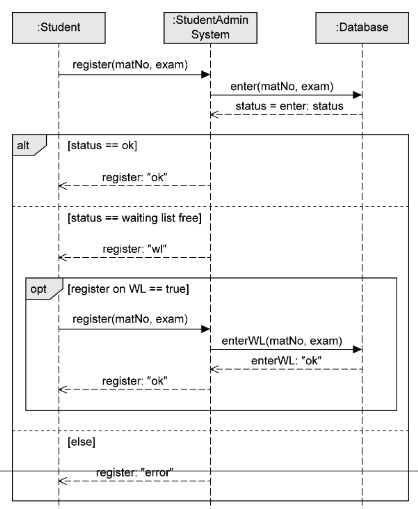 :Student
:StudentAdmin
System
:Database
register(matNo, exam)
enter(matNo, exam)
status = enter: status
alt
[status == ok]
register: "ok"
[status == waiting list free]
register: "wl"
opt
[register on WL == true]
register(matNo, exam)
enterWL(matNo, exam)
enterWL: "ok"
register: "ok"
[else]
register: "error"